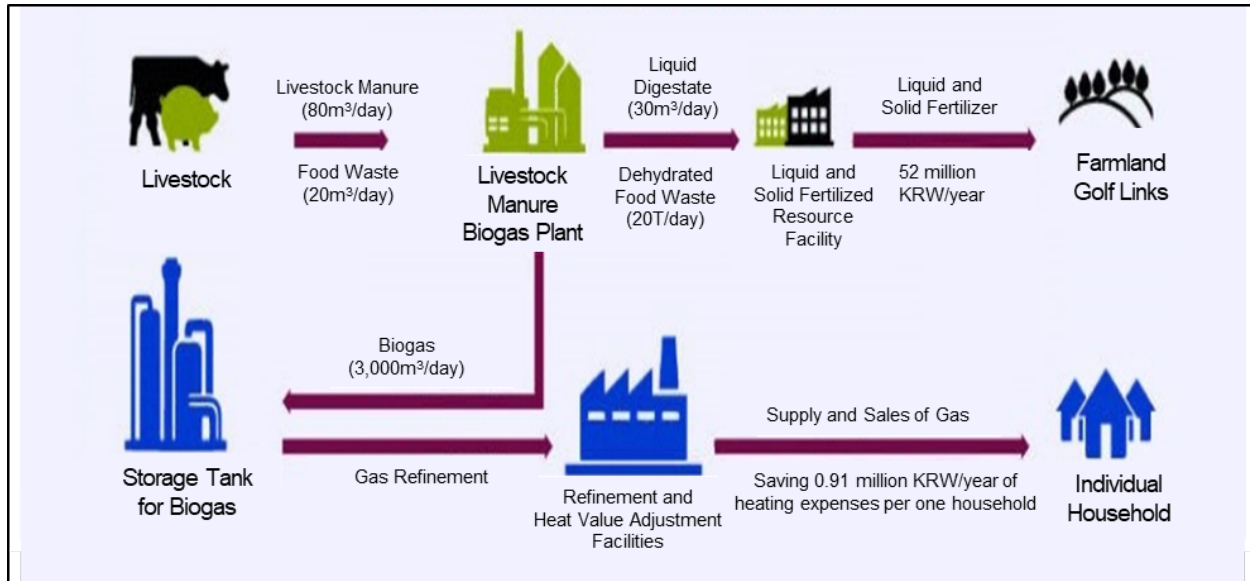 Livestock
Livestock Manure
(80m³/day)
Food Waste
(20m³/day)
Livestock
Manure
Biogas Plant
Liquid
Digestate
(30m³/day)
Dehydrated
Food Waste
(20T/day)
Liquid and
Solid Fertilized
Resource
Facility
Liquid and
Solid Fertilizer
52 million
KRW/year
Farmland
Golf Links
Storage Tank
for Biogas
Biogas
(3,000m³/day)
Gas Refinement
Refinement and
Heat Value Adjustment
Facilities
Supply and Sales of Gas
Saving 0.91 million KRW/year of
heating expenses per one household
Individual
Household